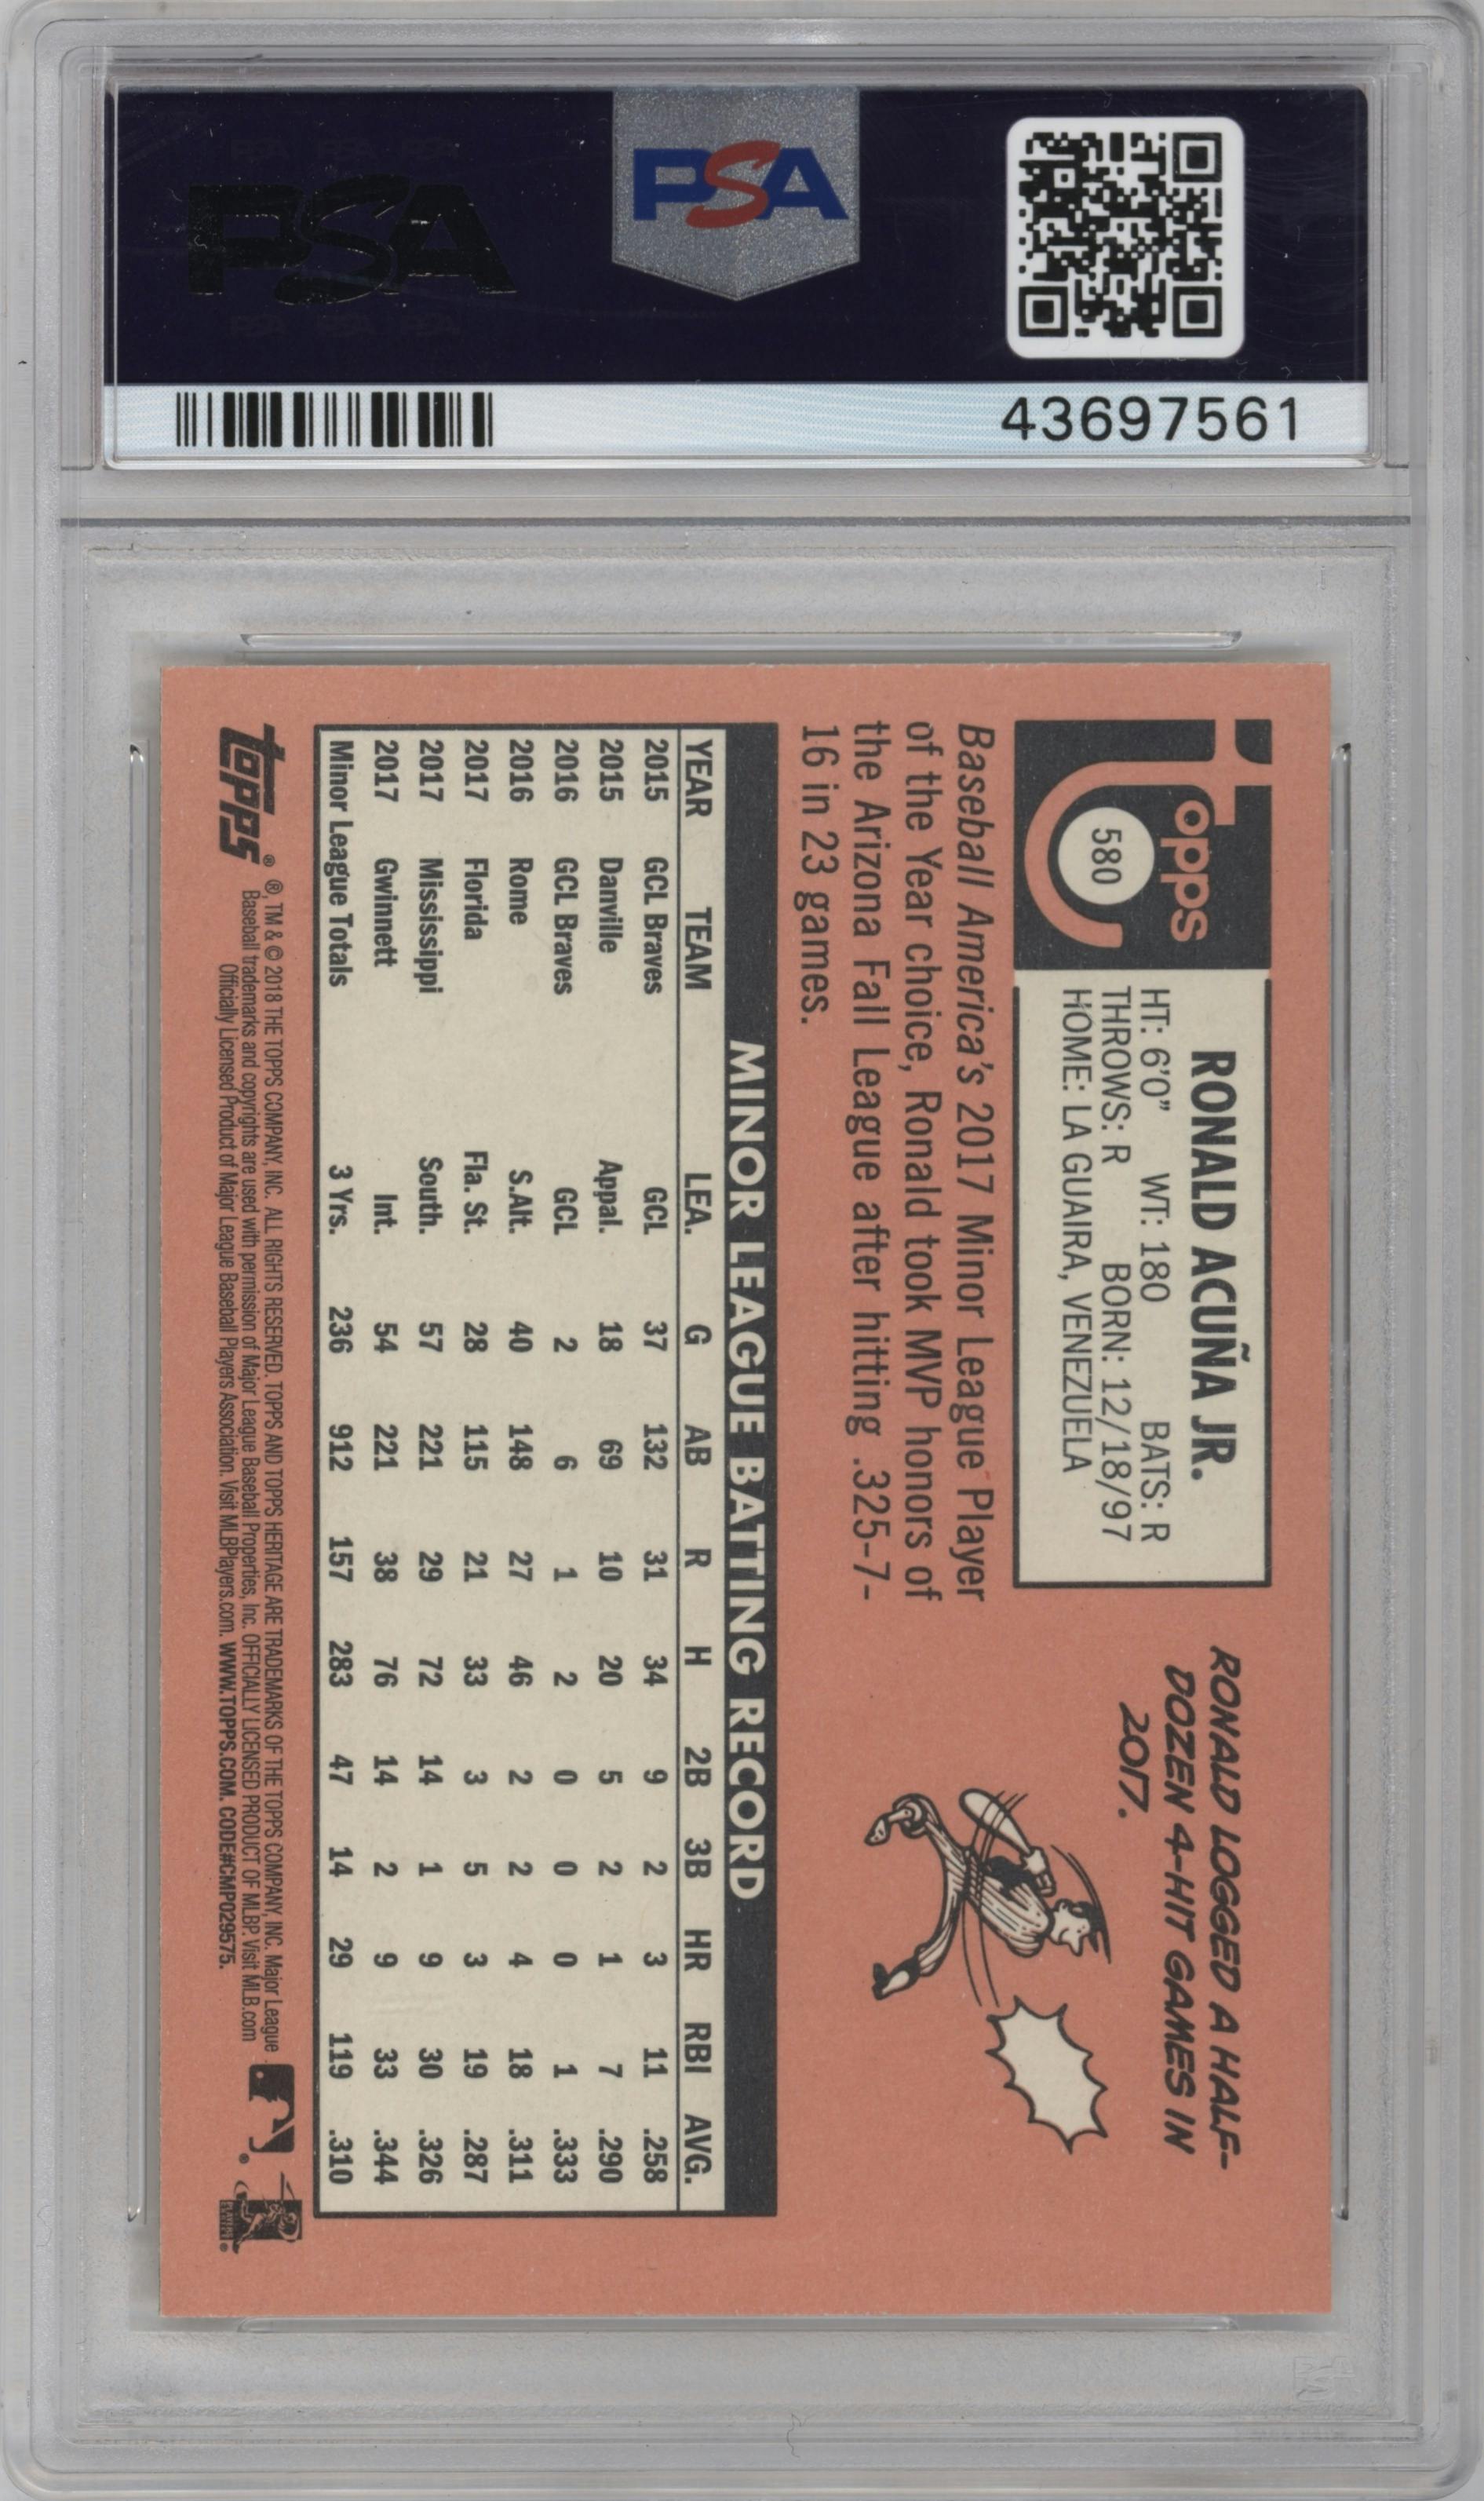 PSA
PSA
43697561
Topps
580
RONALD ACUÑA JR.
HT: 6'0" WT: 180 BATS: R
THROWS: R BORN: 12/18/97
HOME: LA GUAIRA, VENEZUELA
RONALD LOGGED A HALF-
DOZEN 4-HIT GAMES IN
2017.
Baseball America's 2017 Minor League Player
of the Year choice, Ronald took MVP honors of
the Arizona Fall League after hitting .325-7-
16 in 23 games.
MINOR LEAGUE BATTING RECORD
YEAR TEAM LEA. G AB R H 2B 3B HR RBI AVG.
2015 GCL Braves GCL 37 132 31 34 9 2 3 11 .258
2015 Danville Appal. 18 69 10 20 5 2 1 7 .290
2016 GCL Braves GCL 2 6 1 2 0 0 0 1 .333
2016 Rome S.Alt. 40 148 27 46 2 2 4 18 .311
2017 Florida Fla. St. 28 115 21 33 3 5 3 19 .287
2017 Mississippi South. 57 221 29 72 14 1 9 30 .326
2017 Gwinnett Int. 54 221 38 76 14 2 9 33 .344
Minor League Totals 3 Yrs. 236 912 157 283 47 14 29 119 .310
topps®
®, TM & © 2018 THE TOPPS COMPANY, INC. ALL RIGHTS RESERVED. TOPPS AND TOPPS HERITAGE ARE TRADEMARKS OF THE TOPPS COMPANY, INC. Major League
Baseball trademarks and copyrights are used with permission of Major League Baseball Properties, Inc. OFFICIALLY LICENSED PRODUCT OF MLBP. Visit MLB.com
Officially Licensed Product of Major League Baseball Players Association. Visit MLBPlayers.com. WWW.TOPPS.COM. CODE#CMP029575.